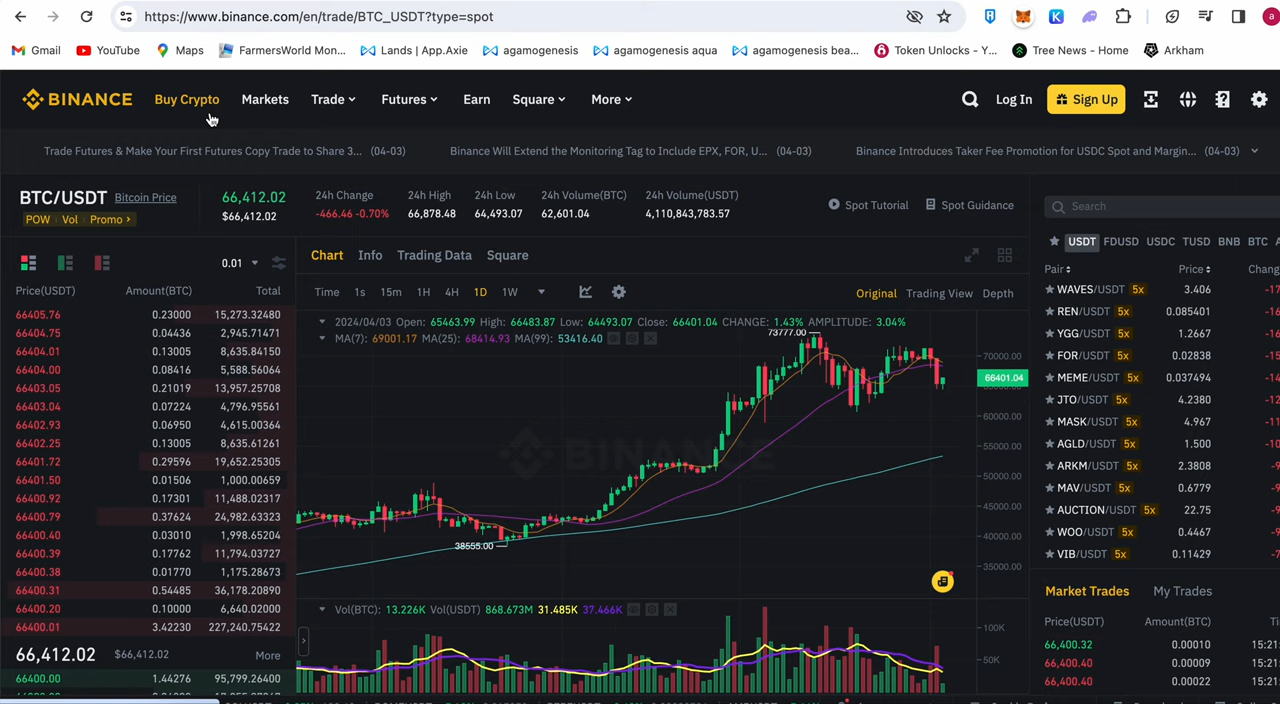 https://www.binance.com/en/trade/BTC_USDT?type=spot
Gmail YouTube Maps FarmersWorld Mon... Lands | App.Axie agamogenesis agamogenesis aqua agamogenesis bea... Token Unlocks - Y... Tree News - Home Arkham
BINANCE Buy Crypto Markets Trade Futures Earn Square More Log In Sign Up
Trade Futures & Make Your First Futures Copy Trade to Share 3... (04-03) Binance Will Extend the Monitoring Tag to Include EPX, FOR, U... (04-03) Binance Introduces Taker Fee Promotion for USDC Spot and Margin... (04-03)
BTC/USDT Bitcoin Price
POW Vol Promo
66,412.02
$66,412.02
24h Change
-466.46 -0.70%
24h High
66,878.48
24h Low
64,493.07
24h Volume(BTC)
62,601.04
24h Volume(USDT)
4,110,843,783.57
Spot Tutorial Spot Guidance
0.01
Price(USDT) Amount(BTC) Total
66405.76 0.23000 15,273.32480
66404.75 0.04436 2,945.71471
66404.01 0.13005 8,635.84150
66404.00 0.08416 5,588.56064
66403.05 0.21019 13,957.25708
66403.04 0.07224 4,796.95561
66402.93 0.06950 4,615.00364
66402.25 0.13005 8,635.61261
66401.72 0.29596 19,652.25305
66401.50 0.01506 1,000.00659
66400.92 0.17301 11,488.02317
66400.79 0.37624 24,982.63323
66400.40 0.03010 1,998.65204
66400.39 0.17762 11,794.03727
66400.38 0.01770 1,175.28673
66400.31 0.54485 36,178.20890
66400.20 0.10000 6,640.02000
66400.01 3.42230 227,240.75422
66,412.02 $66,412.02 More
66400.00 1.44276 95,799.26400
Chart Info Trading Data Square
Time 1s 15m 1H 4H 1D 1W
Original Trading View Depth
2024/04/03 Open: 65463.99 High: 66483.87 Low: 64493.07 Close: 66401.04 CHANGE: 1.43% AMPLITUDE: 3.04%
MA(7): 69001.17 MA(25): 68414.93 MA(99): 53416.40
73777.00
70000.00
66401.04
60000.00
55000.00
BINANCE
50000.00
45000.00
40000.00
38555.00
35000.00
Vol(BTC): 13.226K Vol(USDT) 868.673M 31.485K 37.466K
100K
50K
Search
USDT FDUSD USDC TUSD BNB BTC
Pair Price Chang
WAVES/USDT 5x 3.406 -17
REN/USDT 5x 0.085401 -16
YGG/USDT 5x 1.2667
FOR/USDT 5x 0.02838
MEME/USDT 5x 0.037494
JTO/USDT 5x 4.2380
MASK/USDT 5x 4.967
AGLD/USDT 5x 1.500
ARKM/USDT 5x 2.3808
MAV/USDT 5x 0.6779
AUCTION/USDT 5x 22.75
WOO/USDT 5x 0.4467
VIB/USDT 5x 0.11429
Market Trades My Trades
Price(USDT) Amount(BTC)
66,400.32 0.00010 15:21
66,400.40 0.00009 15:21
66,400.40 0.00022 15:21